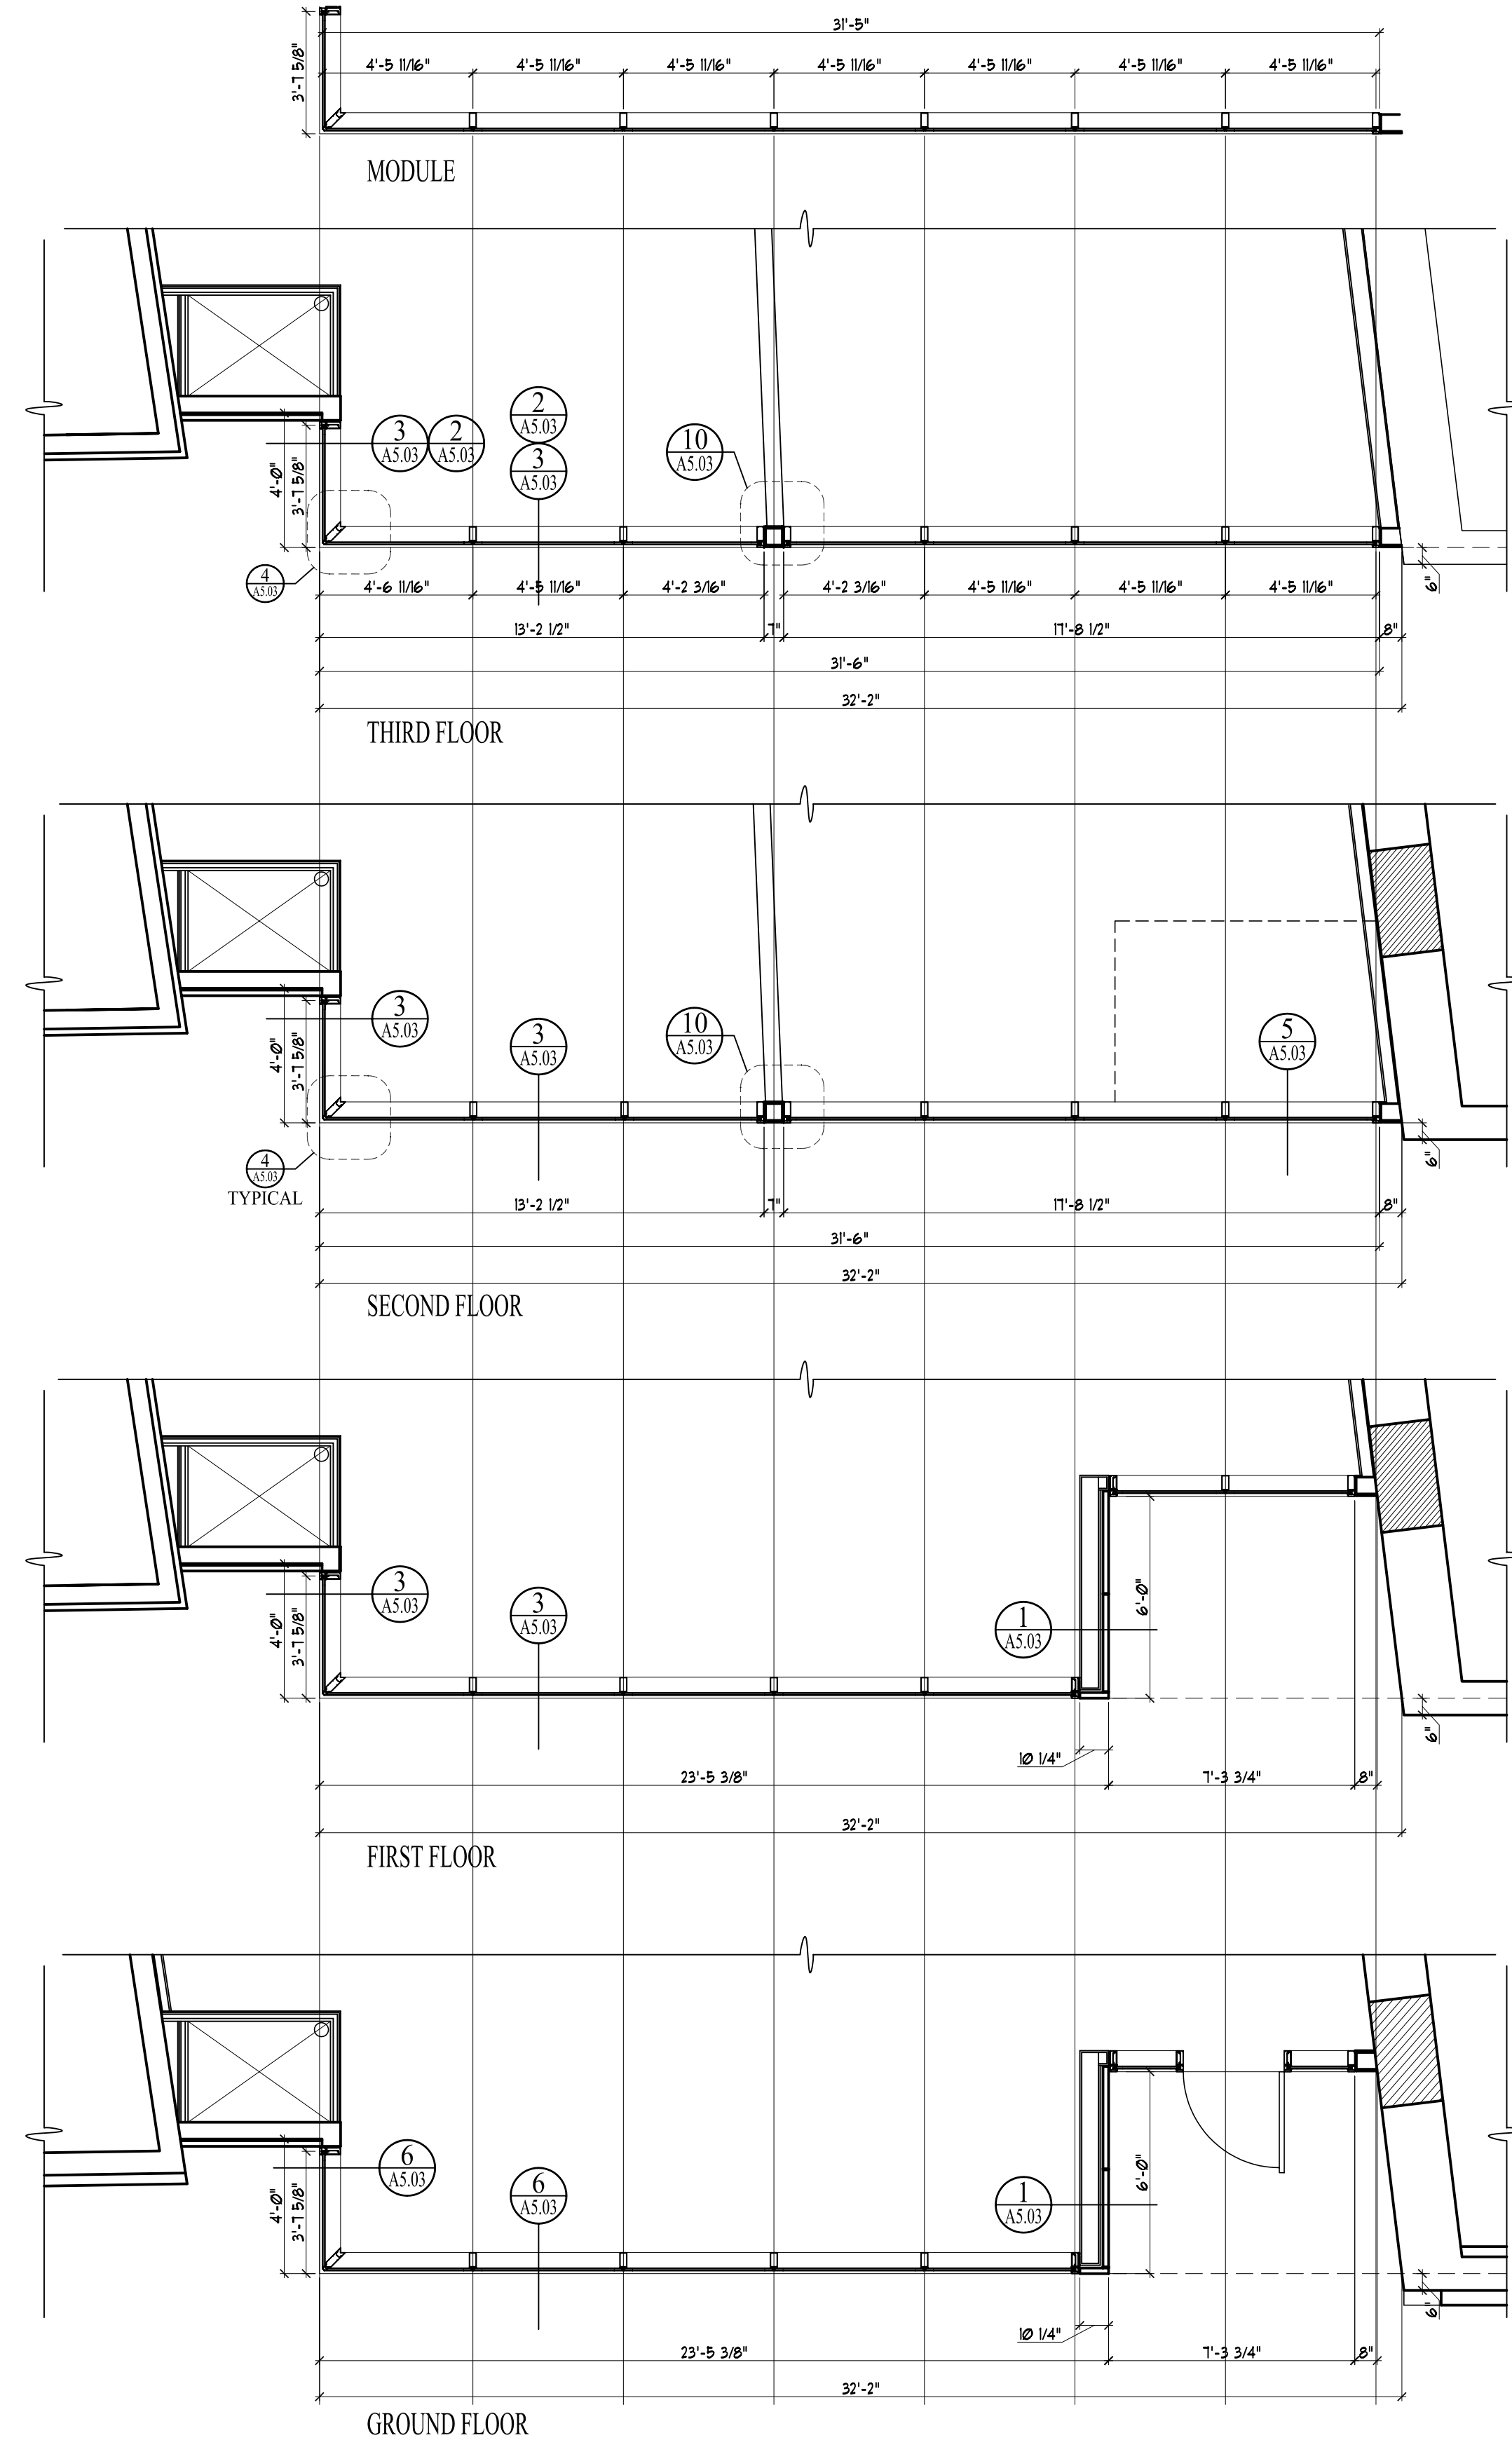 31'-5"
4'-5 11/16" 4'-5 11/16" 4'-5 11/16" 4'-5 11/16" 4'-5 11/16" 4'-5 11/16" 4'-5 11/16"
3'-7 5/8"
MODULE
2
A5.03
3
A5.03
2
A5.03
3
A5.03
10
A5.03
4'-0"
3'-7 5/8"
4
A5.03
6"
4'-6 11/16" 4'-5 11/16" 4'-2 3/16" 4'-2 3/16" 4'-5 11/16" 4'-5 11/16" 4'-5 11/16"
13'-2 1/2" 7" 17'-8 1/2" 8"
31'-6"
32'-2"
THIRD FLOOR
3
A5.03
3
A5.03
10
A5.03
5
A5.03
4'-0"
3'-7 5/8"
4
A5.03
TYPICAL
6"
13'-2 1/2" 7" 17'-8 1/2" 8"
31'-6"
32'-2"
SECOND FLOOR
3
A5.03
3
A5.03
1
A5.03
6'-0"
4'-0"
3'-7 5/8"
6"
10 1/4"
23'-5 3/8" 7'-3 3/4" 8"
32'-2"
FIRST FLOOR
6
A5.03
6
A5.03
1
A5.03
6'-0"
4'-0"
3'-7 5/8"
6"
10 1/4"
23'-5 3/8" 7'-3 3/4" 8"
32'-2"
GROUND FLOOR